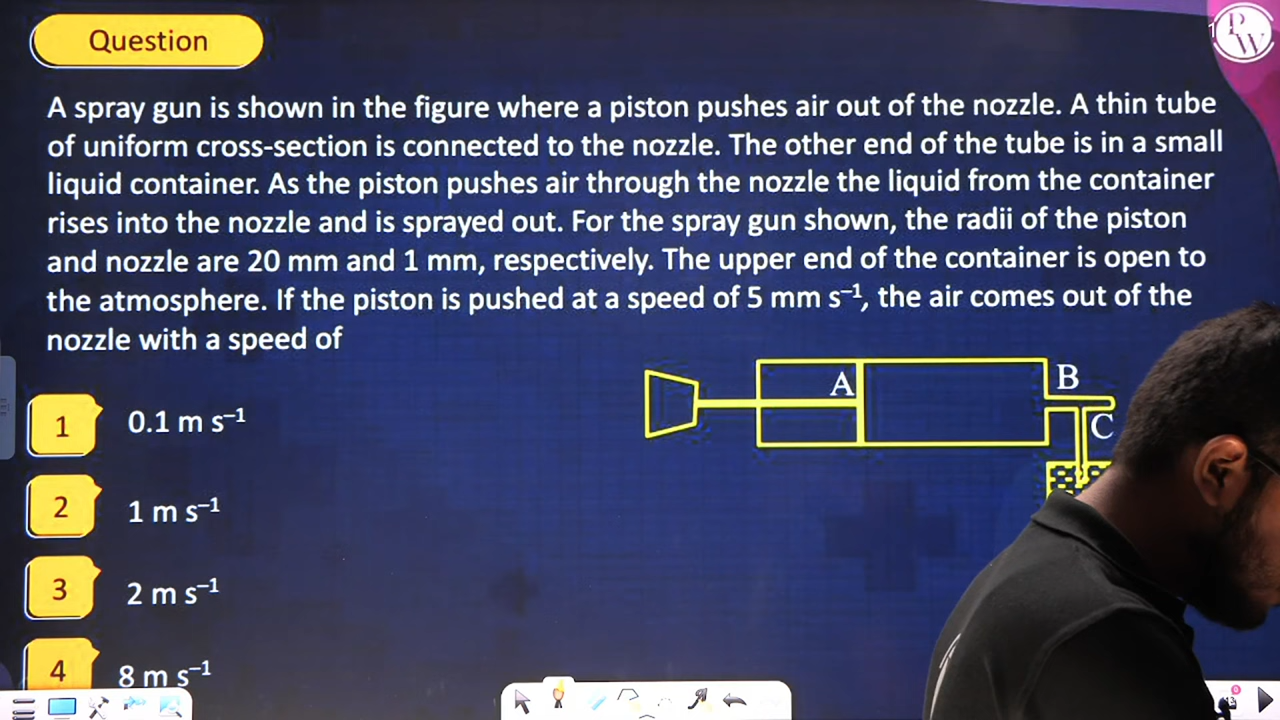 Question
PW
A spray gun is shown in the figure where a piston pushes air out of the nozzle. A thin tube
of uniform cross-section is connected to the nozzle. The other end of the tube is in a small
liquid container. As the piston pushes air through the nozzle the liquid from the container
rises into the nozzle and is sprayed out. For the spray gun shown, the radii of the piston
and nozzle are 20 mm and 1 mm, respectively. The upper end of the container is open to
the atmosphere. If the piston is pushed at a speed of 5 mm s⁻¹, the air comes out of the
nozzle with a speed of
A
B
C
1 0.1 m s⁻¹
2 1 m s⁻¹
3 2 m s⁻¹
4 8 m s⁻¹